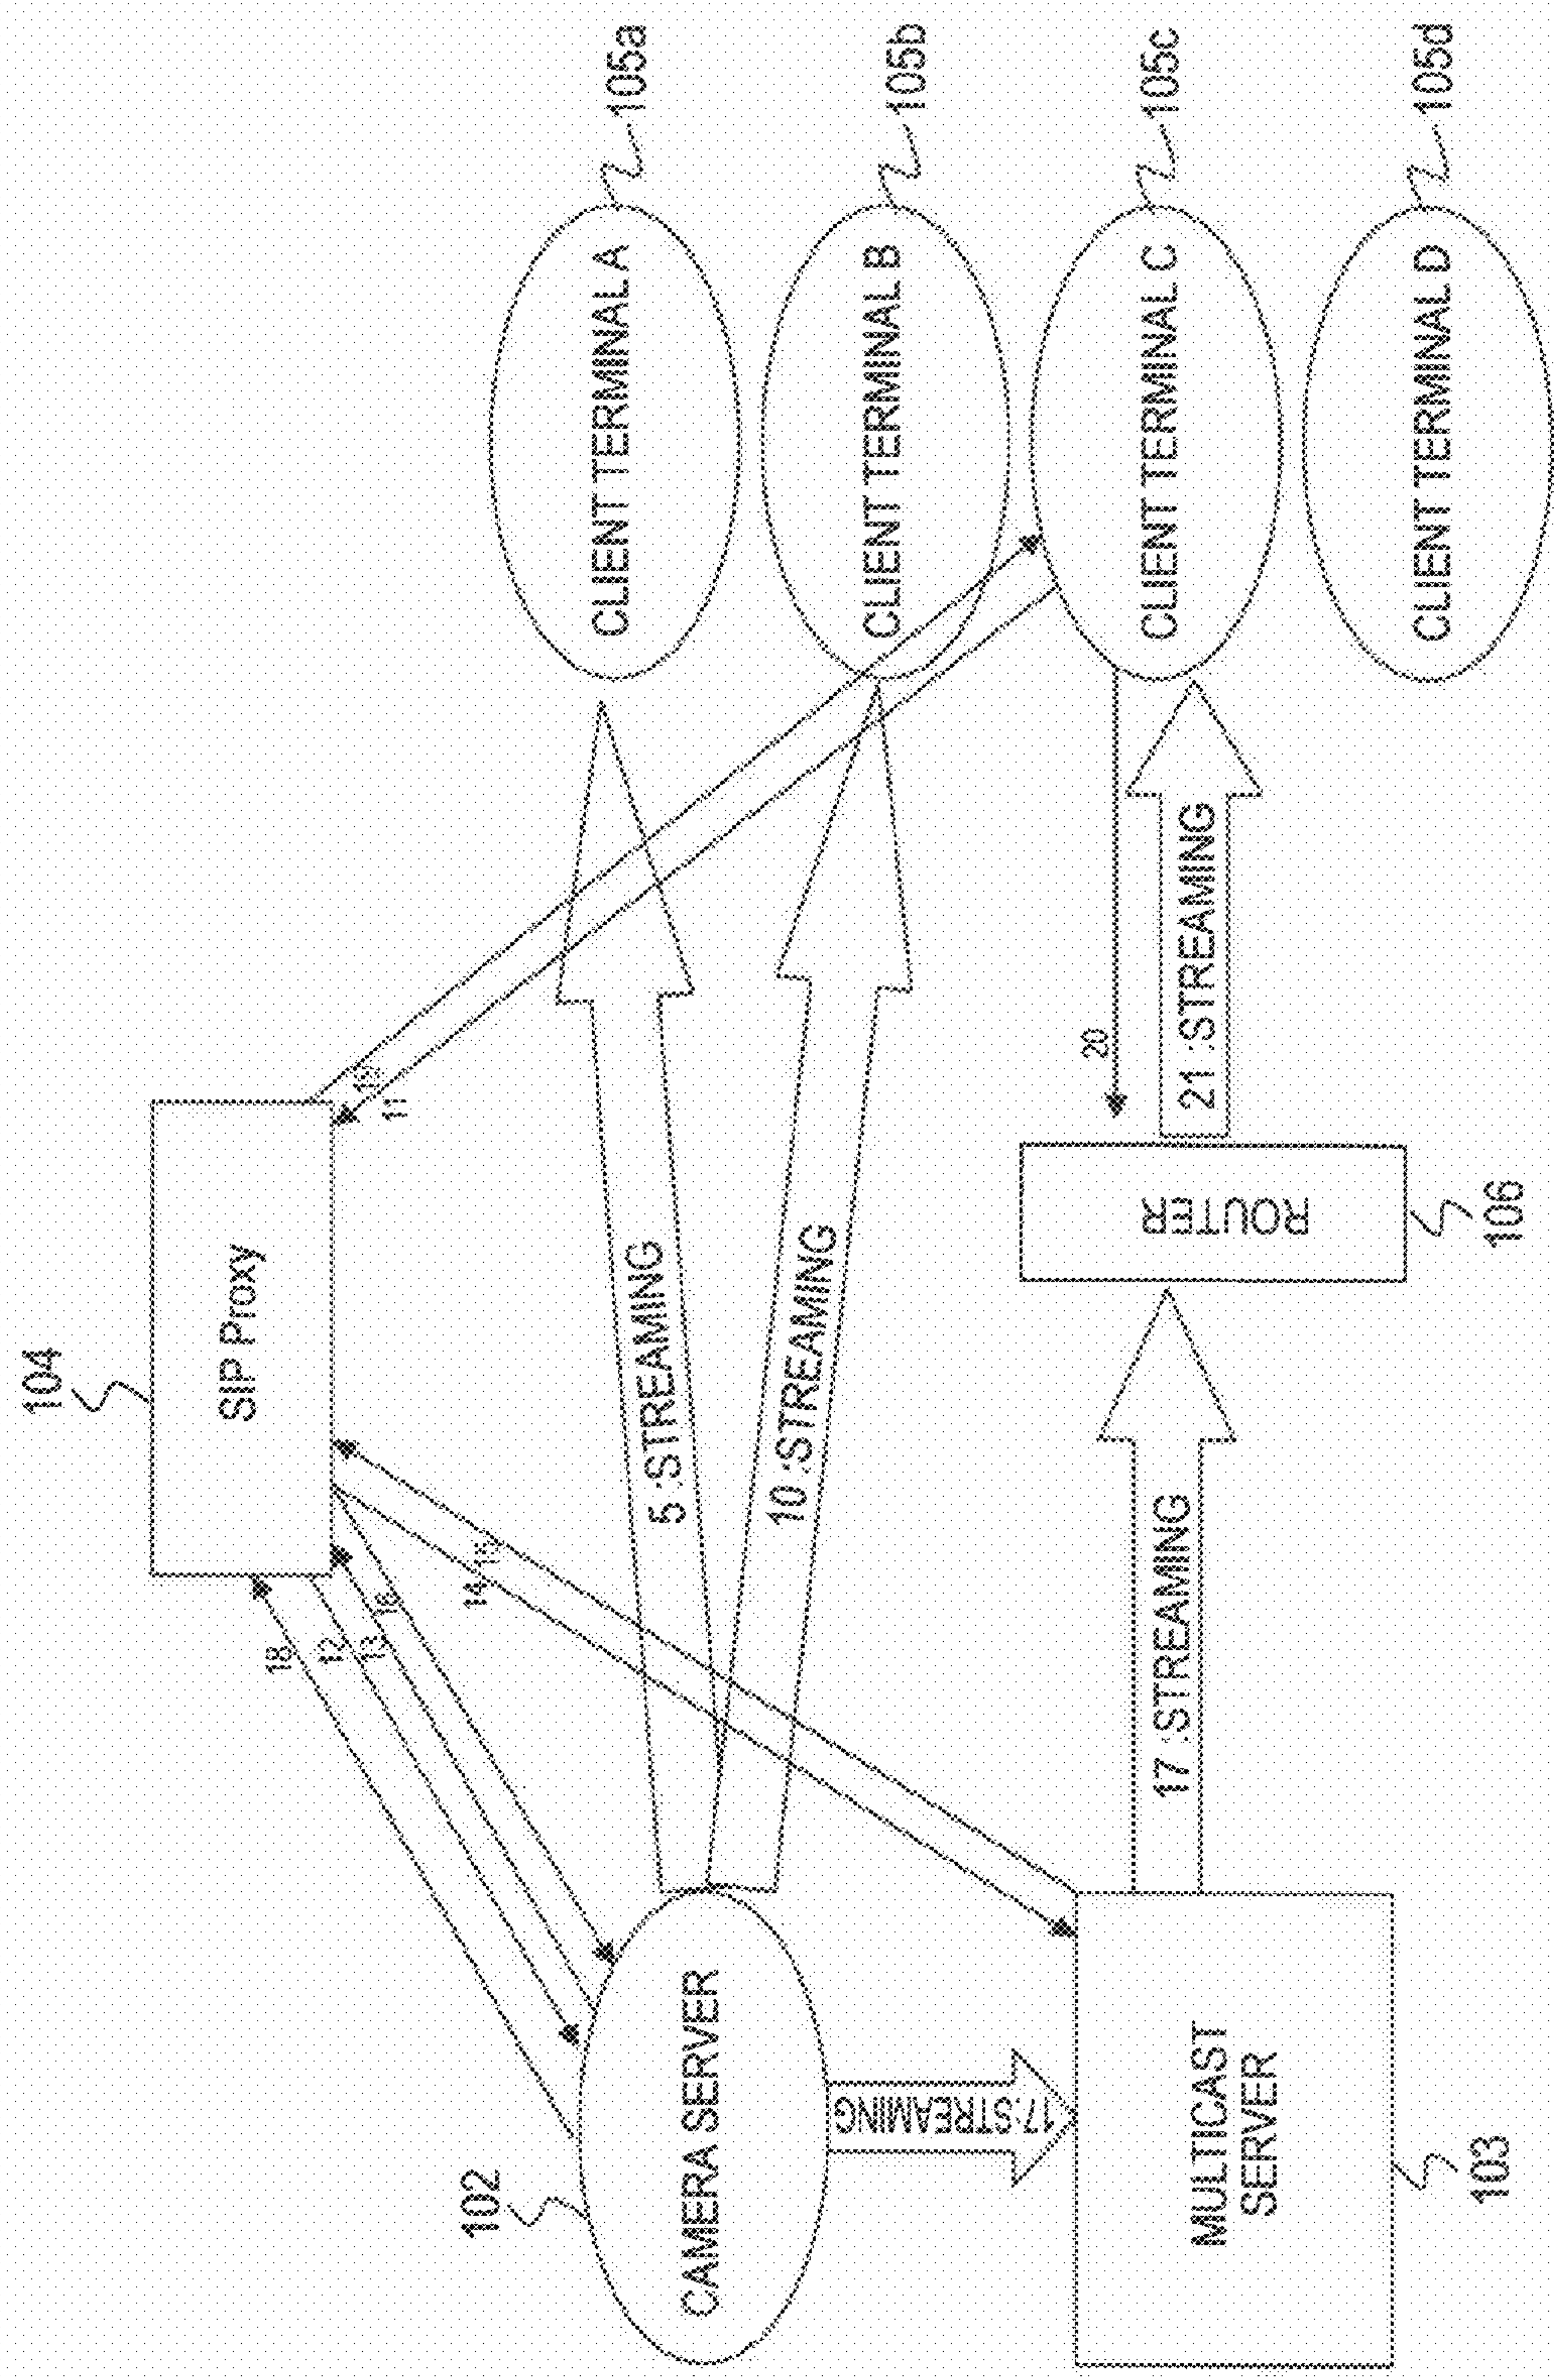 104
SIP Proxy
18
12
13
16
14
15
19
11
102
CAMERA SERVER
5 :STREAMING
10 :STREAMING
CLIENT TERMINAL A
105a
CLIENT TERMINAL B
105b
17:STREAMING
MULTICAST
SERVER
103
17 :STREAMING
ROUTER
106
20
21 :STREAMING
CLIENT TERMINAL C
105c
CLIENT TERMINAL D
105d